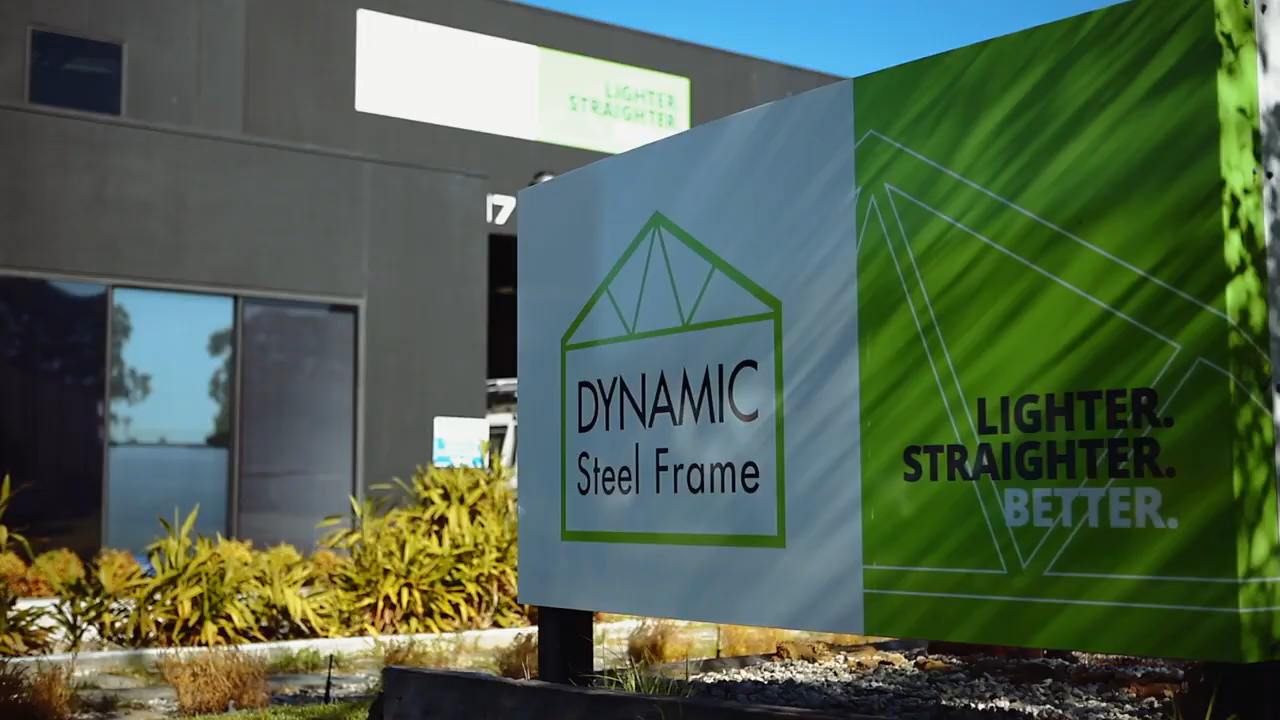 LIGHTER
STRAIGHTER
17
DYNAMIC
Steel Frame
LIGHTER.
STRAIGHTER.
BETTER.